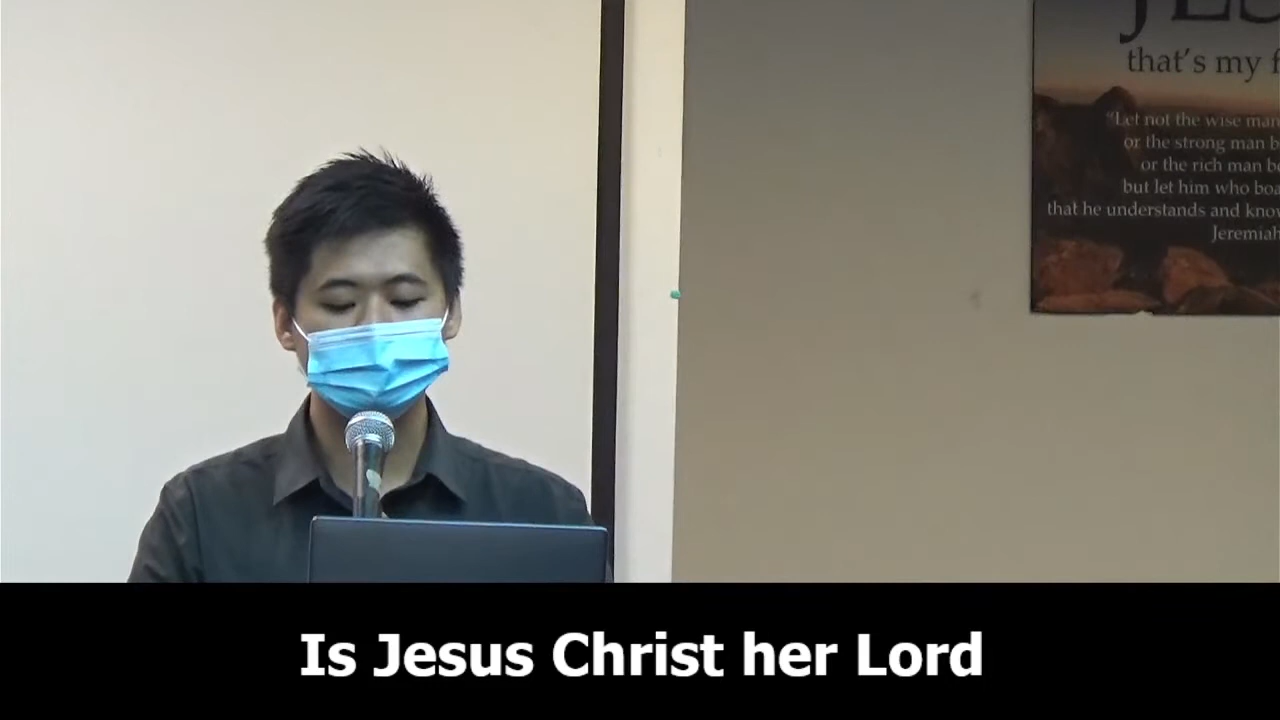 that's my
"Let not the wise man
or the strong man
or the rich man
but let him who
that he understands and
Jeremiah
Is Jesus Christ her Lord